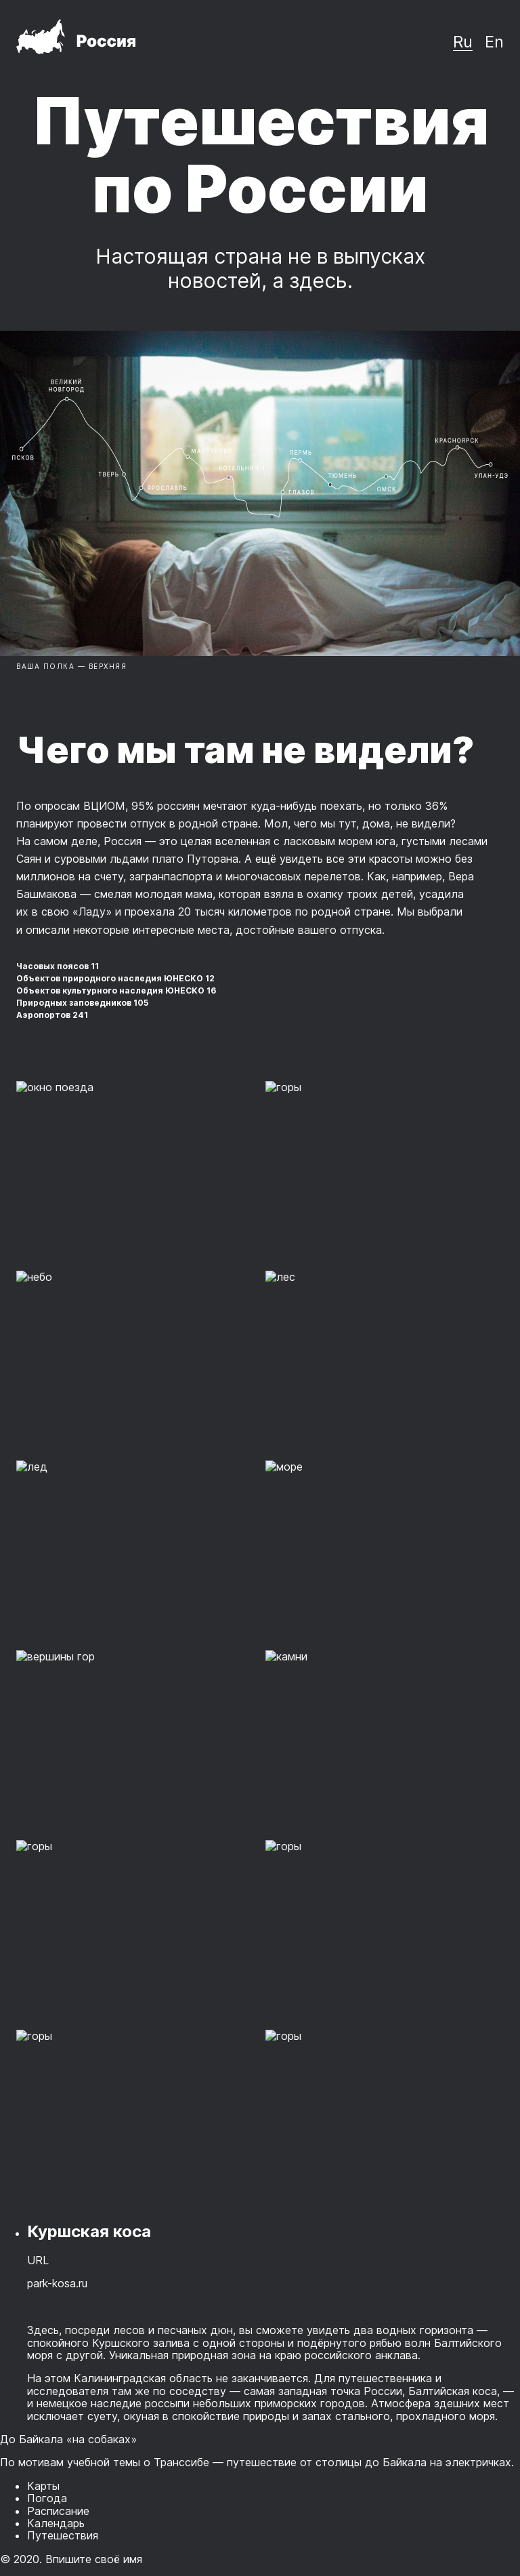 Россия
Ru En
Путешествия
по России
Настоящая страна не в выпусках
новостей, а здесь.
ВЕЛИКИЙ
НОВГОРОД
ПСКОВ
ТВЕРЬ
ЯРОСЛАВЛЬ
КОТЕЛЬНИЧ
ПЕРМЬ
ГЛАЗОВ
ТЮМЕНЬ
ОМСК
КРАСНОЯРСК
УЛАН-УДЭ
ВАША ПОЛКА — ВЕРХНЯЯ
Чего мы там не видели?
По опросам ВЦИОМ, 95% россиян мечтают куда-нибудь поехать, но только 36%
планируют провести отпуск в родной стране. Мол, чего мы тут, дома, не видели?
На самом деле, Россия — это целая вселенная с ласковым морем юга, густыми лесами
Саян и суровыми льдами плато Путорана. А ещё увидеть все эти красоты можно без
миллионов на счету, загранпаспорта и многочасовых перелетов. Как, например, Вера
Башмакова — смелая молодая мама, которая взяла в охапку троих детей, усадила
их в свою «Ладу» и проехала 20 тысяч километров по родной стране. Мы выбрали
и описали некоторые интересные места, достойные вашего отпуска.
Часовых поясов 11
Объектов природного наследия ЮНЕСКО 12
Объектов культурного наследия ЮНЕСКО 16
Природных заповедников 105
Аэропортов 241
окно поезда
горы
небо
лес
лед
море
вершины гор
камни
горы
горы
горы
горы
Куршская коса
URL
park-kosa.ru
Здесь, посреди лесов и песчаных дюн, вы сможете увидеть два водных горизонта —
спокойного Куршского залива с одной стороны и подёрнутого рябью волн Балтийского
моря с другой. Уникальная природная зона на краю российского анклава.
На этом Калининградская область не заканчивается. Для путешественника и
исследователя там же по соседству — самая западная точка России, Балтийская коса, —
и немецкое наследие россыпи небольших приморских городов. Атмосфера здешних мест
исключает суету, окуная в спокойствие природы и запах стального, прохладного моря.
До Байкала «на собаках»
По мотивам учебной темы о Транссибе — путешествие от столицы до Байкала на электричках.
Карты
Погода
Расписание
Календарь
Путешествия
© 2020. Впишите своё имя